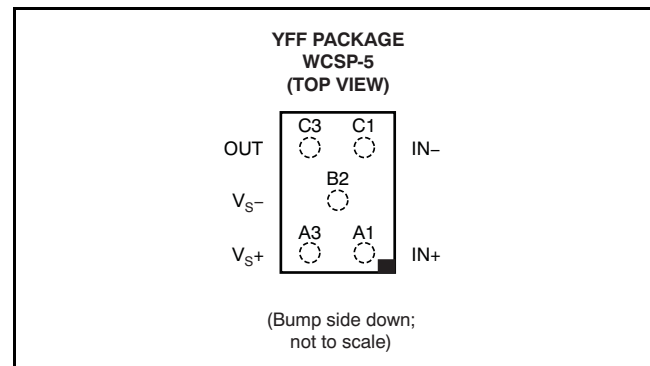 YFF PACKAGE
WCSP-5
(TOP VIEW)
C3 C1
OUT IN−
B2
VS−
A3 A1
VS+ IN+
(Bump side down;
not to scale)